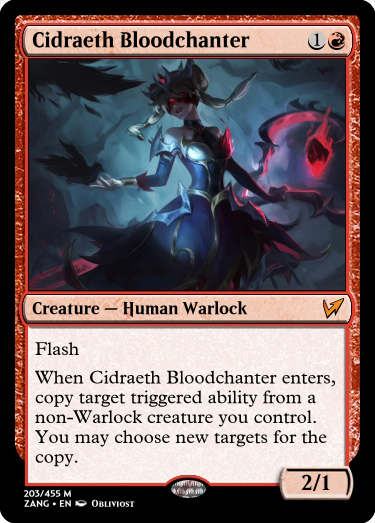 Cidraeth Bloodchanter 1
Creature — Human Warlock
Flash
When Cidraeth Bloodchanter enters,
copy target triggered ability from a
non-Warlock creature you control.
You may choose new targets for the
copy.
2/1
203/455 M
ZANG • EN Obliviost